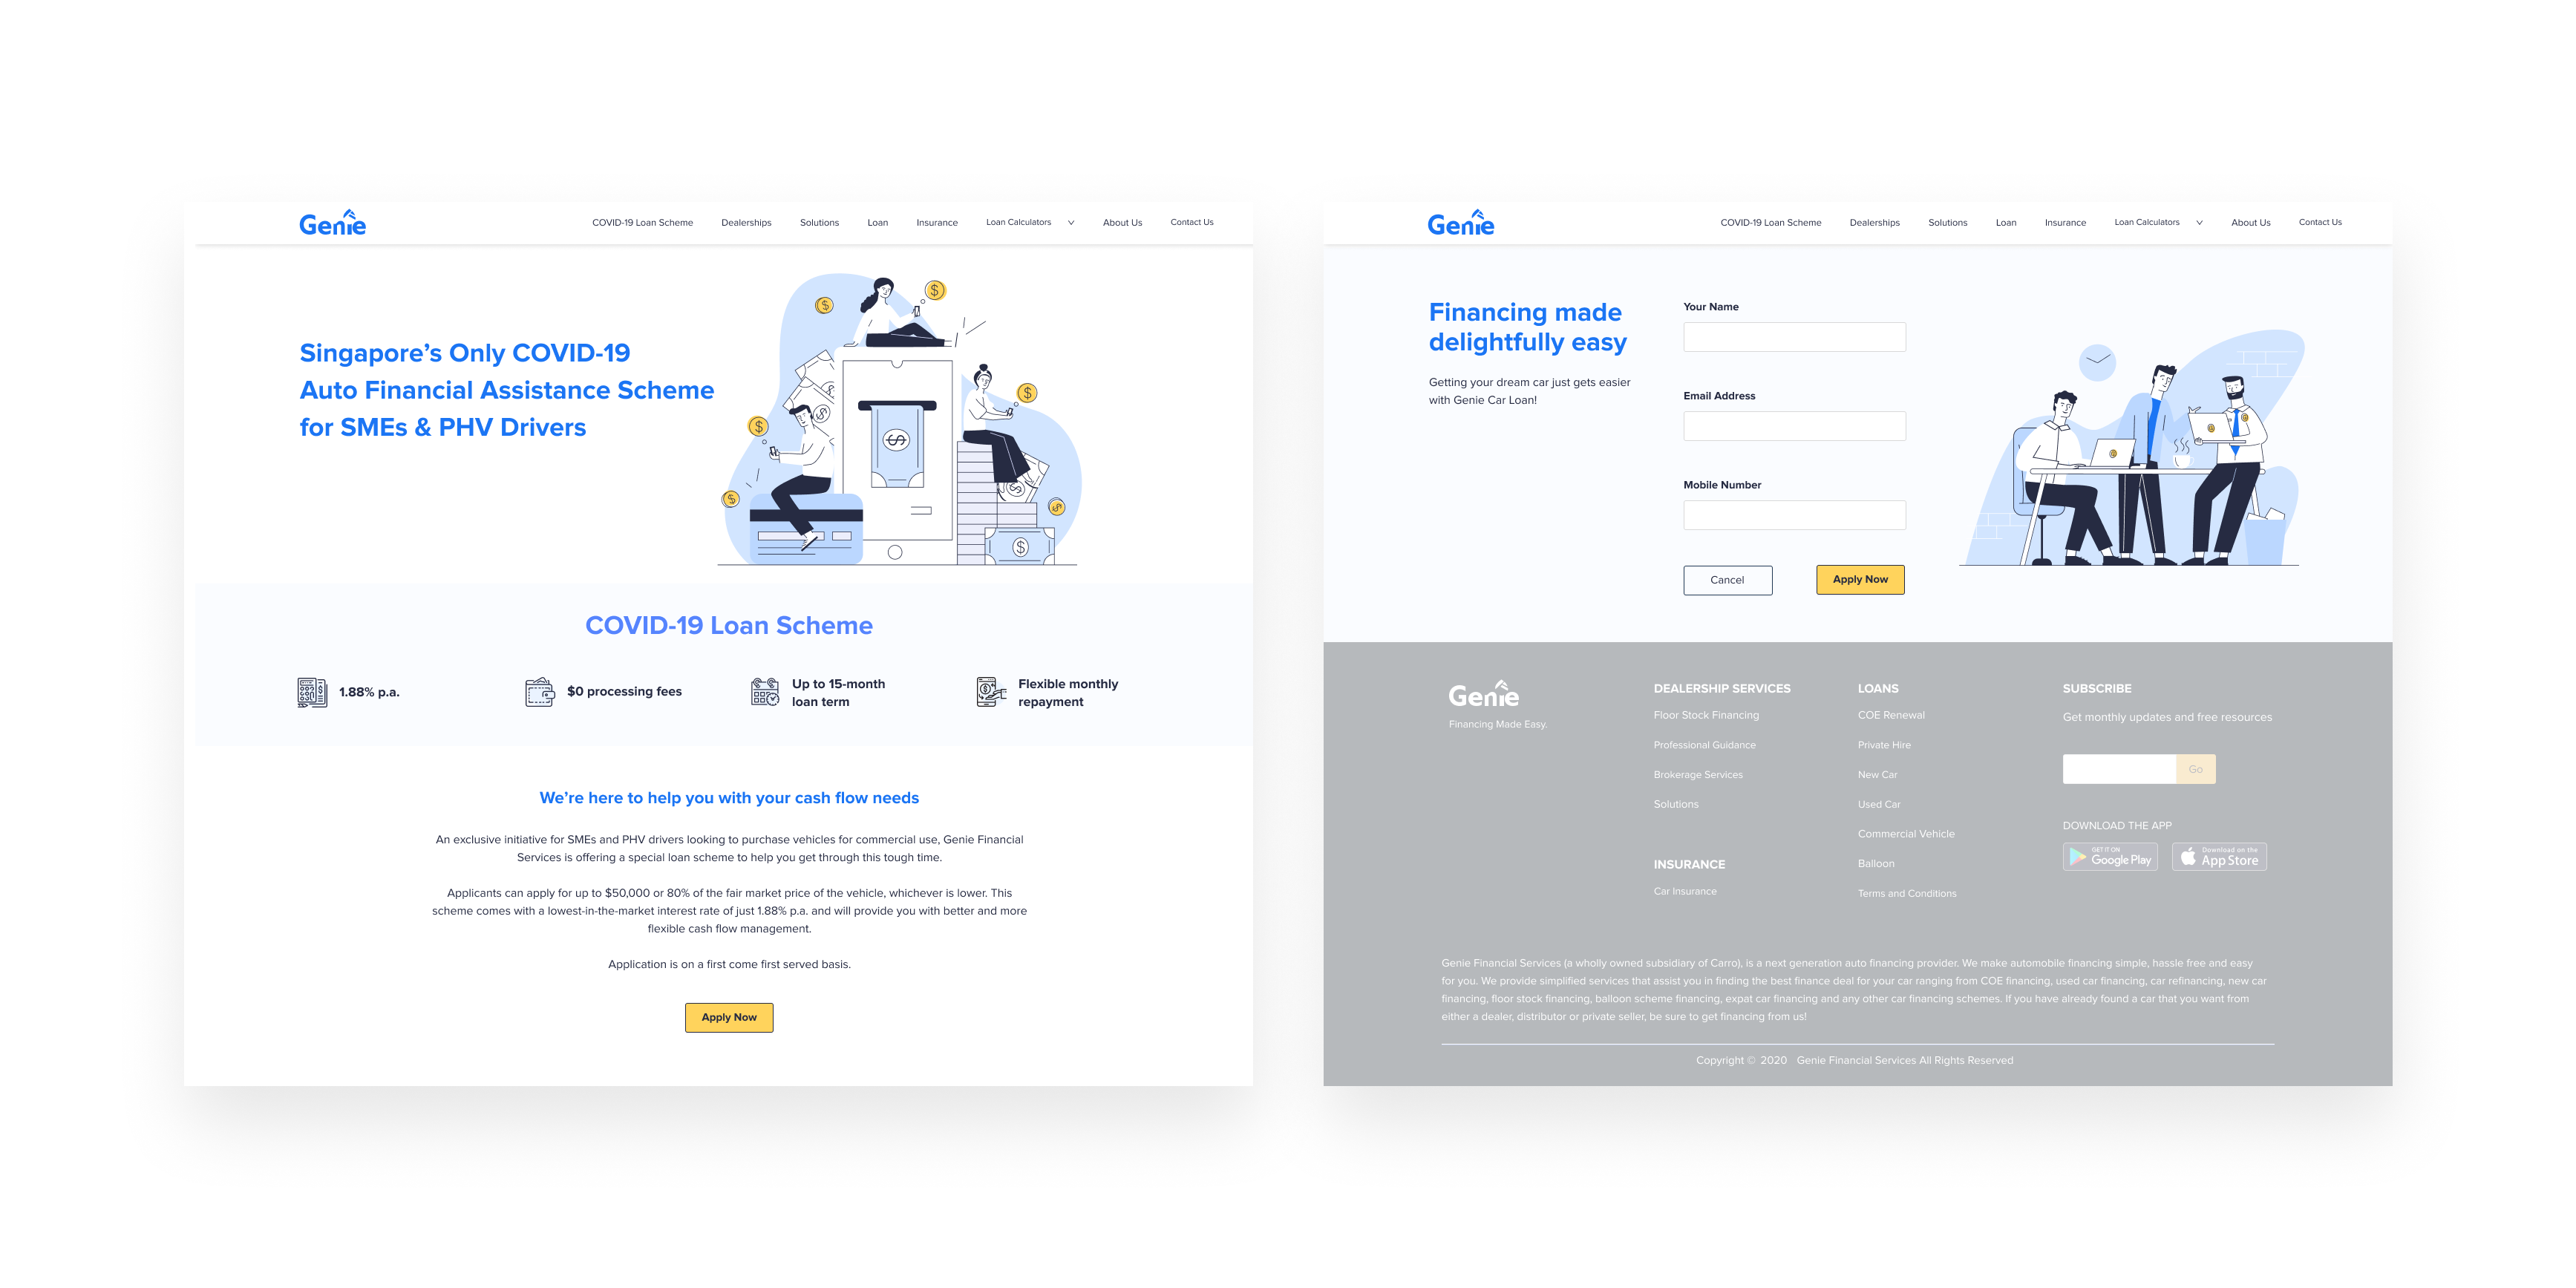 Genie
COVID-19 Loan Scheme
Dealerships
Solutions
Loan
Insurance
Loan Calculators
About Us
Contact Us
Singapore’s Only COVID-19
Auto Financial Assistance Scheme
for SMEs & PHV Drivers
COVID-19 Loan Scheme
1.88% p.a.
$0 processing fees
Up to 15-month
loan term
Flexible monthly
repayment
We’re here to help you with your cash flow needs
An exclusive initiative for SMEs and PHV drivers looking to purchase vehicles for commercial use, Genie Financial
Services is offering a special loan scheme to help you get through this tough time.
Applicants can apply for up to $50,000 or 80% of the fair market price of the vehicle, whichever is lower. This
scheme comes with a lowest-in-the-market interest rate of just 1.88% p.a. and will provide you with better and more
flexible cash flow management.
Application is on a first come first served basis.
Apply Now
Genie
COVID-19 Loan Scheme
Dealerships
Solutions
Loan
Insurance
Loan Calculators
About Us
Contact Us
Financing made
delightfully easy
Getting your dream car just gets easier
with Genie Car Loan!
Your Name
Email Address
Mobile Number
Cancel
Apply Now
Genie
Financing Made Easy.
DEALERSHIP SERVICES
Floor Stock Financing
Professional Guidance
Brokerage Services
Solutions
INSURANCE
Car Insurance
LOANS
COE Renewal
Private Hire
New Car
Used Car
Commercial Vehicle
Balloon
Terms and Conditions
SUBSCRIBE
Get monthly updates and free resources
Go
DOWNLOAD THE APP
GET IT ON
Google Play
Download on the
App Store
Genie Financial Services (a wholly owned subsidiary of Carro), is a next generation auto financing provider. We make automobile financing simple, hassle free and easy
for you. We provide simplified services that assist you in finding the best finance deal for your car ranging from COE financing, used car financing, car refinancing, new car
financing, floor stock financing, balloon scheme financing, expat car financing and any other car financing schemes. If you have already found a car that you want from
either a dealer, distributor or private seller, be sure to get financing from us!
Copyright © 2020 Genie Financial Services All Rights Reserved